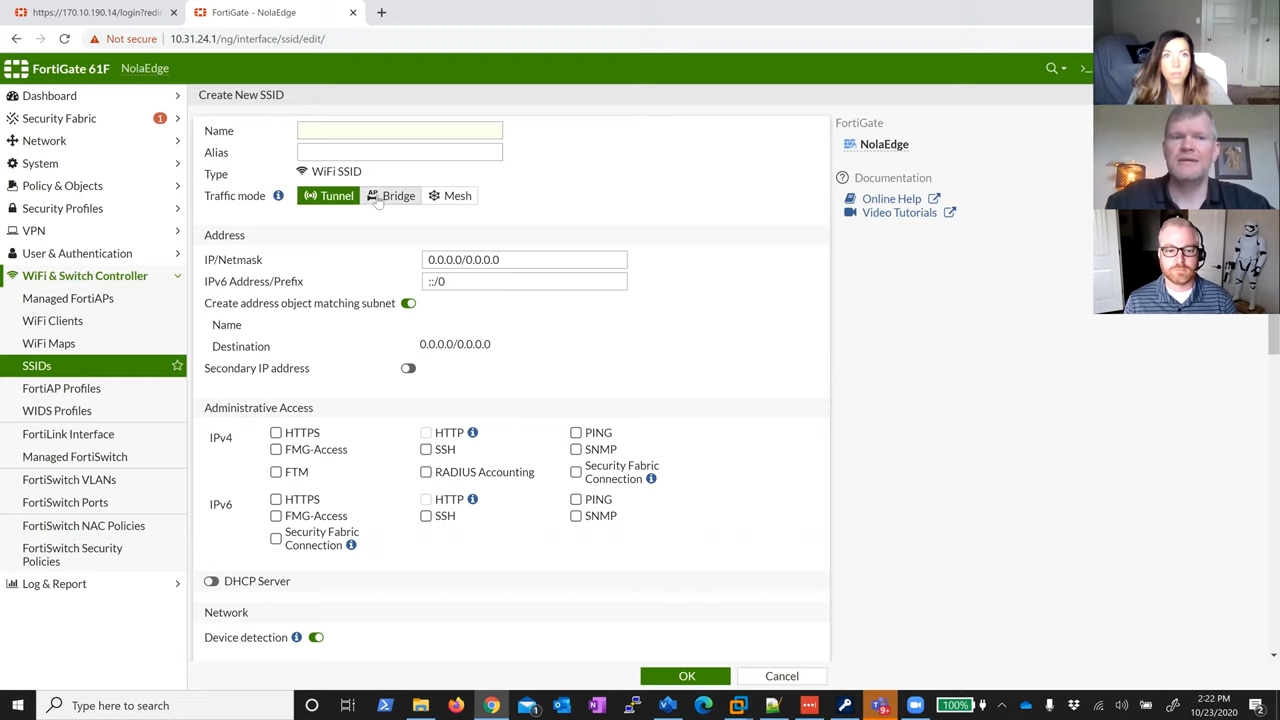 https://170.10.190.14/login?redi
FortiGate - NolaEdge
Not secure
10.31.24.1/ng/interface/ssid/edit/
FortiGate 61F
NolaEdge
>_
Dashboard
Security Fabric
1
Network
System
Policy & Objects
Security Profiles
VPN
User & Authentication
WiFi & Switch Controller
Managed FortiAPs
WiFi Clients
WiFi Maps
SSIDs
FortiAP Profiles
WIDS Profiles
FortiLink Interface
Managed FortiSwitch
FortiSwitch VLANs
FortiSwitch Ports
FortiSwitch NAC Policies
FortiSwitch Security
Policies
Log & Report
Create New SSID
Name
Alias
Type WiFi SSID
Traffic mode Tunnel Bridge Mesh
Address
IP/Netmask 0.0.0.0/0.0.0.0
IPv6 Address/Prefix ::/0
Create address object matching subnet
Name
Destination 0.0.0.0/0.0.0.0
Secondary IP address
Administrative Access
IPv4 HTTPS HTTP PING
FMG-Access SSH SNMP
FTM RADIUS Accounting Security Fabric
Connection
IPv6 HTTPS HTTP PING
FMG-Access SSH SNMP
Security Fabric
Connection
DHCP Server
Network
Device detection
OK Cancel
FortiGate
NolaEdge
Documentation
Online Help
Video Tutorials
Type here to search
1
9+
100%
2:22 PM
10/23/2020